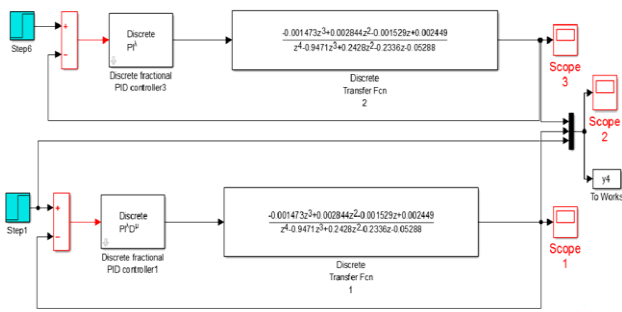 Step6
+
−
Discrete
PI^λ
Discrete fractional
PID controller3
-0.001473z^3+0.002844z^2-0.001529z+0.002449
z^4-0.9471z^3+0.2428z^2-0.2336z-0.05288
Discrete
Transfer Fcn
2
Scope
3
Scope
2
y4
To Works
Step1
+
−
Discrete
PI^λD^μ
Discrete fractional
PID controller1
-0.001473z^3+0.002844z^2-0.001529z+0.002449
z^4-0.9471z^3+0.2428z^2-0.2336z-0.05288
Discrete
Transfer Fcn
1
Scope
1